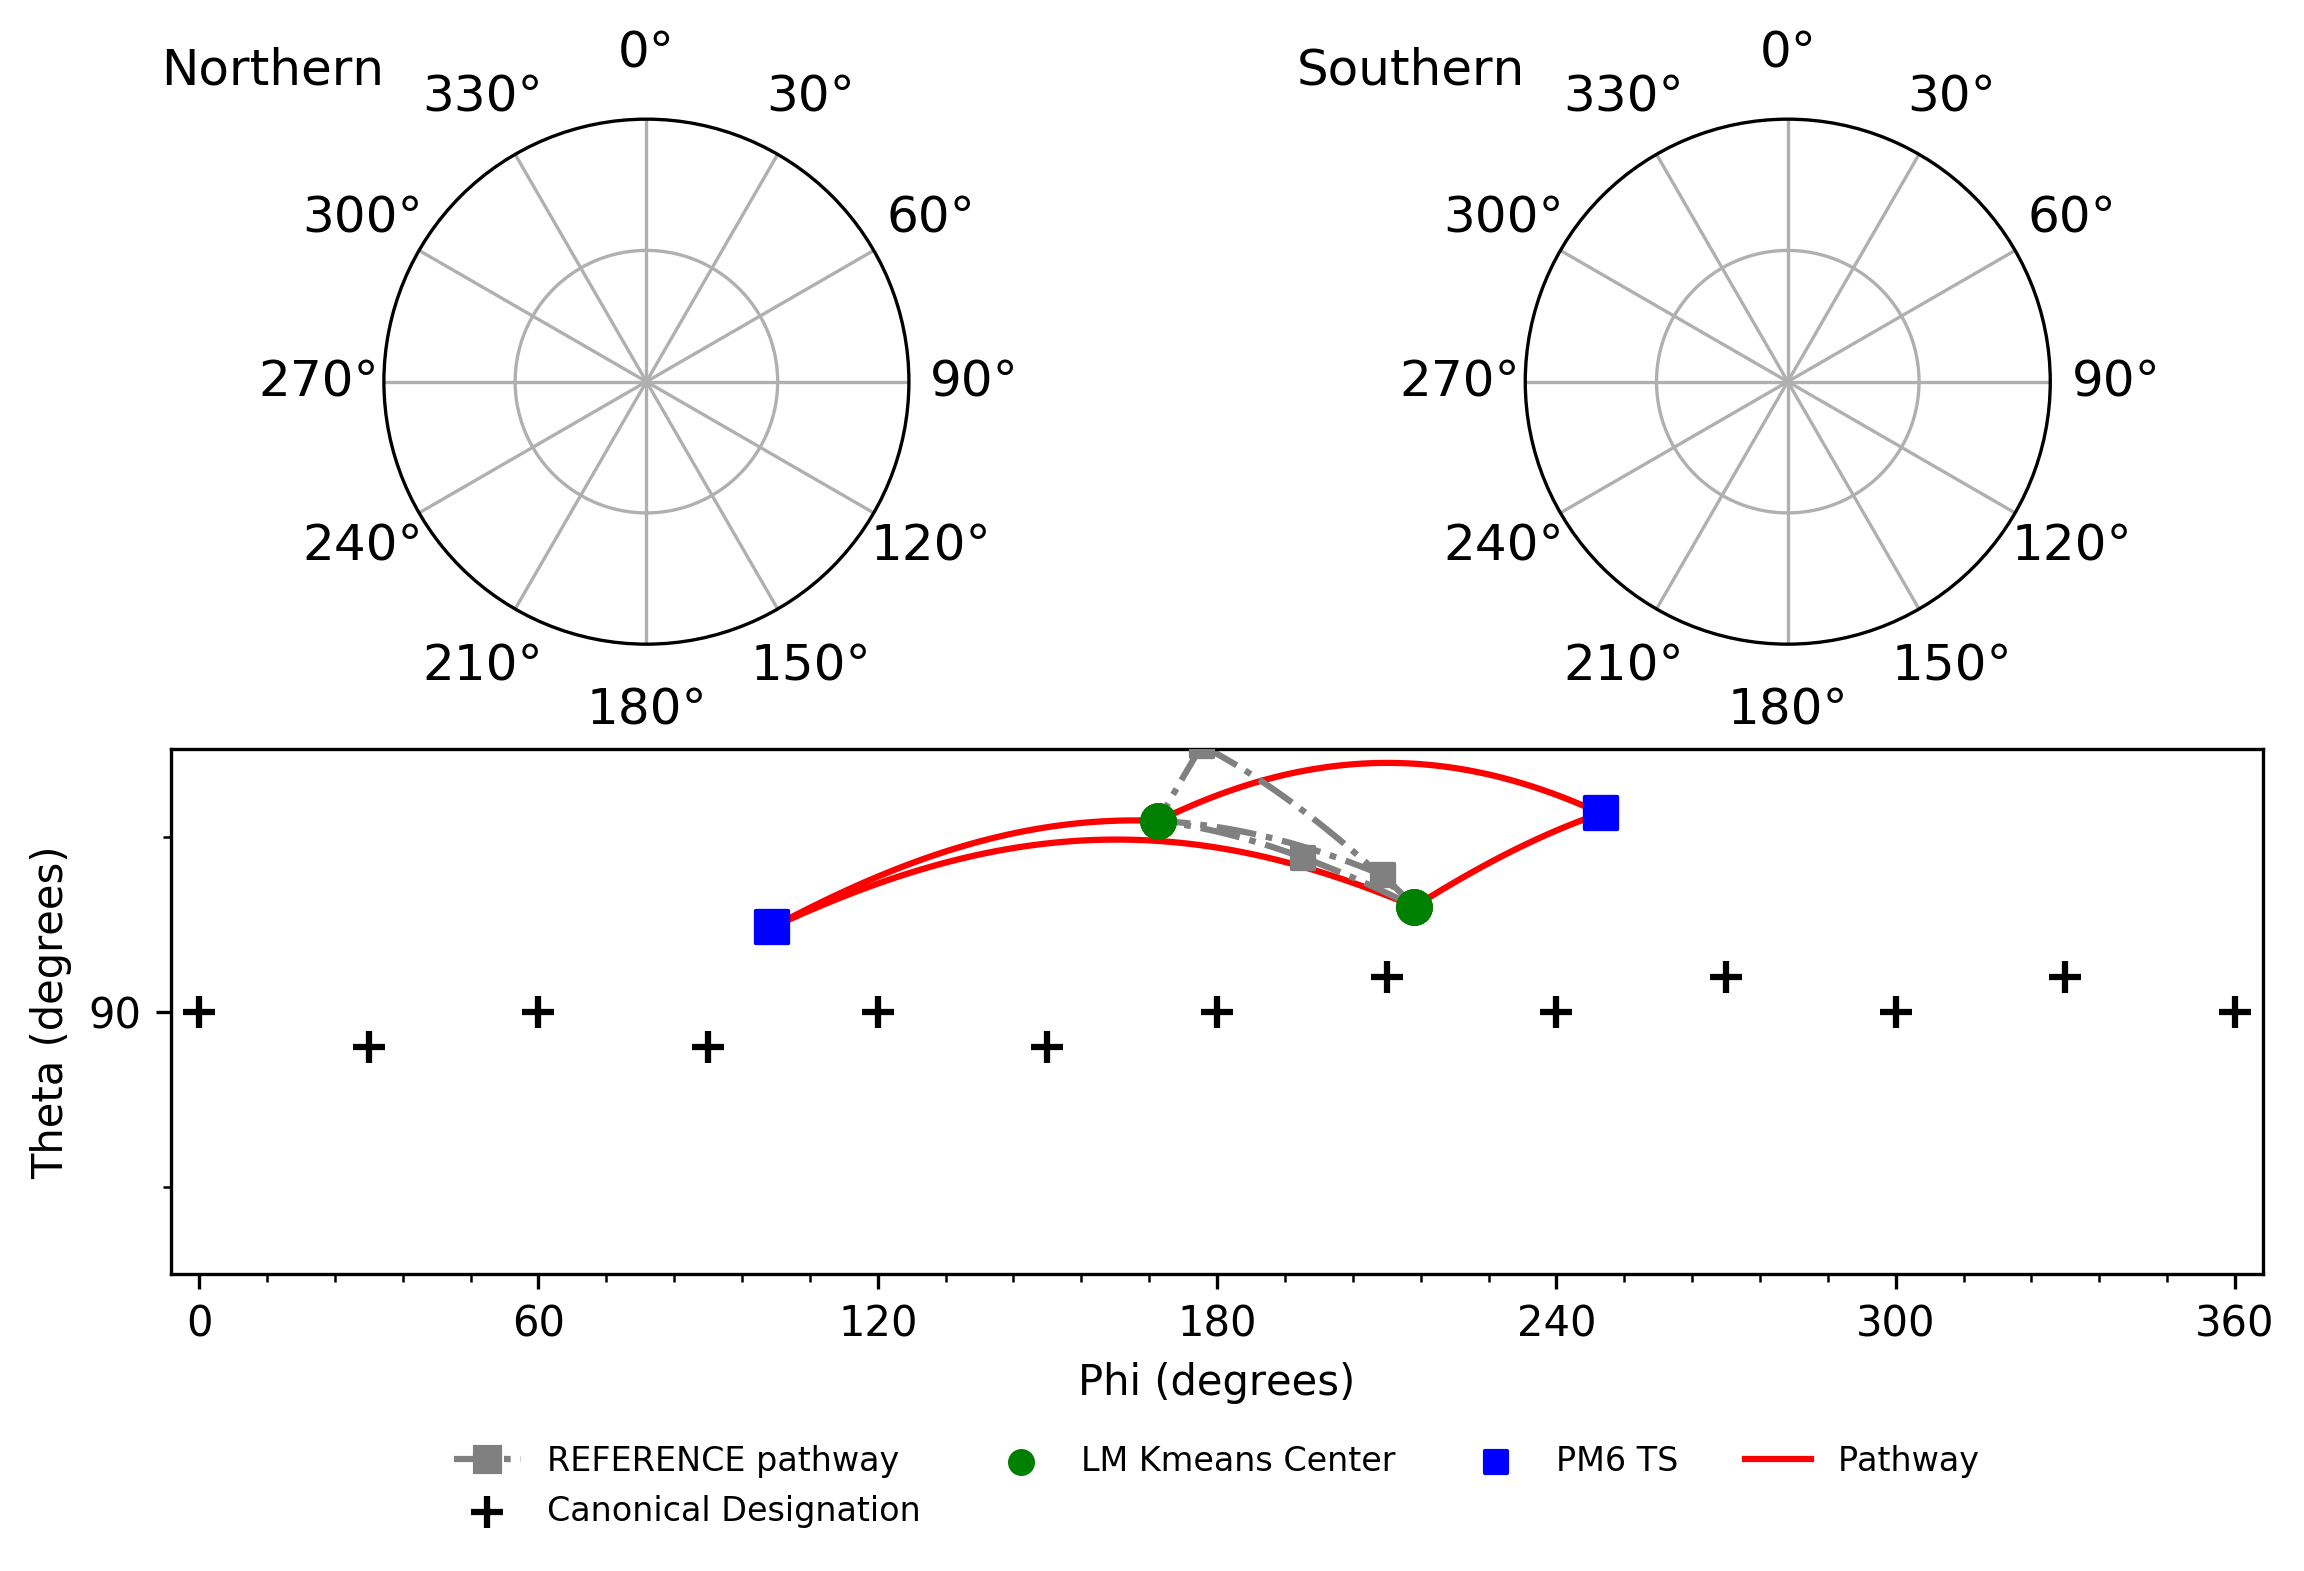 Northern
0°
30°
60°
90°
120°
150°
180°
210°
240°
270°
300°
330°
Southern
0°
30°
60°
90°
120°
150°
180°
210°
240°
270°
300°
330°
Theta (degrees)
90
0 60 120 180 240 300 360
Phi (degrees)
REFERENCE pathway
Canonical Designation
LM Kmeans Center
PM6 TS
Pathway